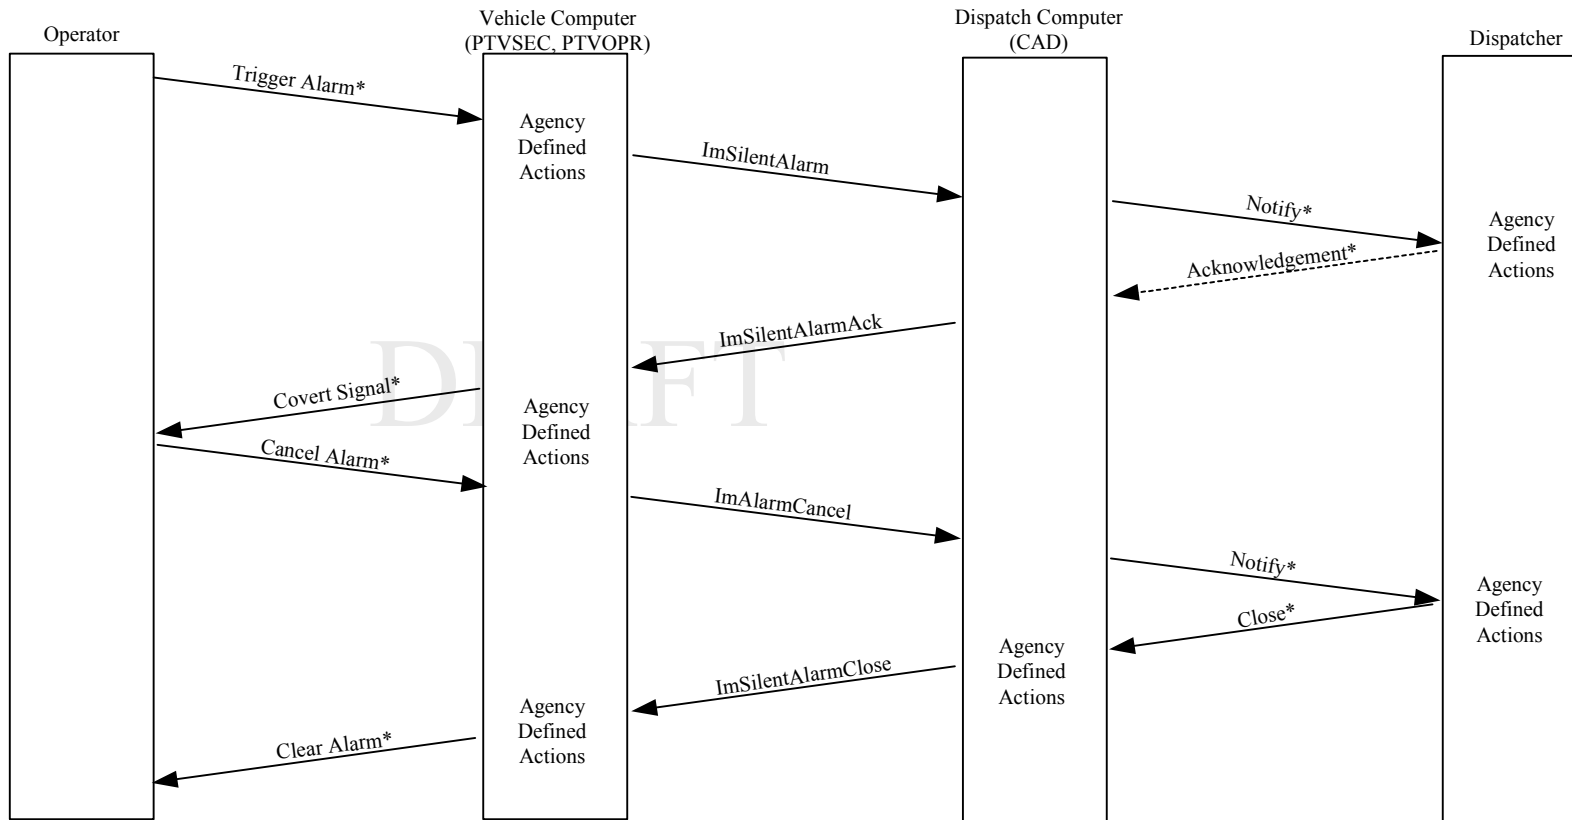 Operator
Vehicle Computer
(PTVSEC, PTVOPR)
Dispatch Computer
(CAD)
Dispatcher
Trigger Alarm*
Agency
Defined
Actions
ImSilentAlarm
Notify*
Agency
Defined
Actions
Acknowledgement*
ImSilentAlarmAck
DRAFT
Covert Signal*
Agency
Defined
Actions
Cancel Alarm*
ImAlarmCancel
Notify*
Agency
Defined
Actions
Close*
Agency
Defined
Actions
ImSilentAlarmClose
Agency
Defined
Actions
Clear Alarm*